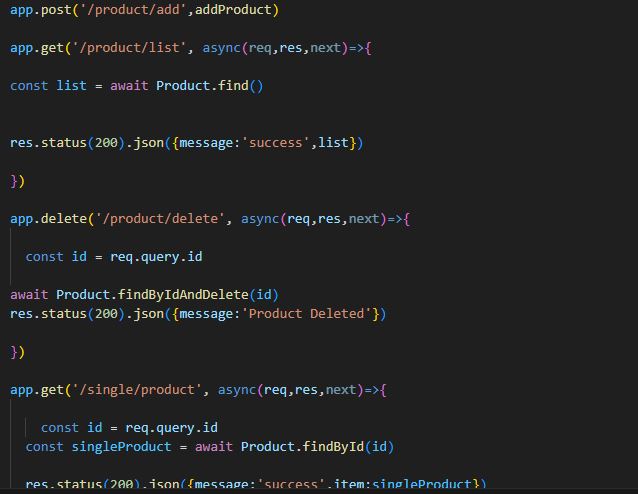 app.post('/product/add',addProduct)
app.get('/product/list', async(req,res,next)=>{
const list = await Product.find()
res.status(200).json({message:'success',list})
})
app.delete('/product/delete', async(req,res,next)=>{
const id = req.query.id
await Product.findByIdAndDelete(id)
res.status(200).json({message:'Product Deleted'})
})
app.get('/single/product', async(req,res,next)=>{
const id = req.query.id
const singleProduct = await Product.findById(id)
res.status(200).json({message:'success',item:singleProduct})